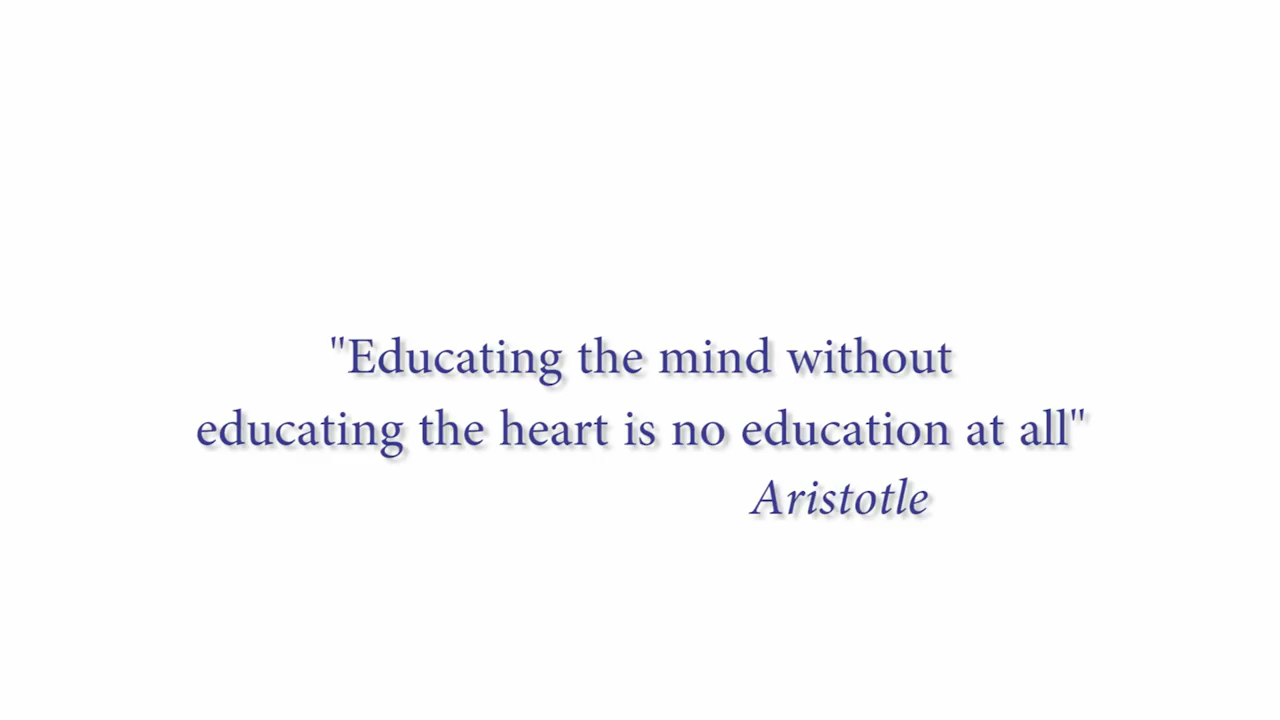 "Educating the mind without
educating the heart is no education at all"
Aristotle